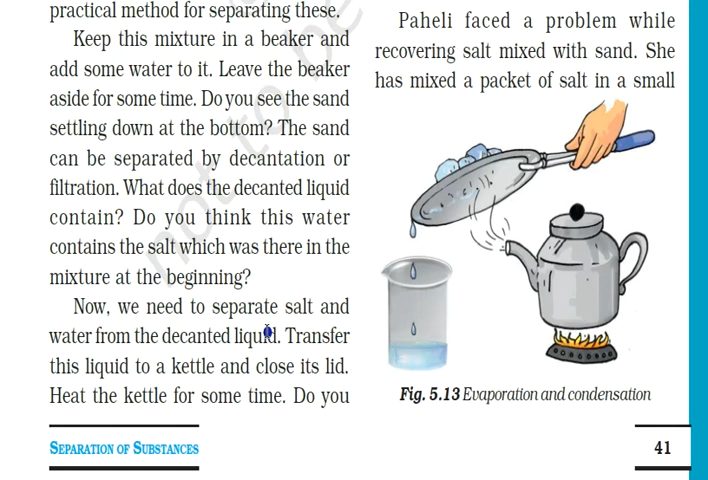 practical method for separating these.
Keep this mixture in a beaker and
add some water to it. Leave the beaker
aside for some time. Do you see the sand
settling down at the bottom? The sand
can be separated by decantation or
filtration. What does the decanted liquid
contain? Do you think this water
contains the salt which was there in the
mixture at the beginning?
Now, we need to separate salt and
water from the decanted liquid. Transfer
this liquid to a kettle and close its lid.
Heat the kettle for some time. Do you
Paheli faced a problem while
recovering salt mixed with sand. She
has mixed a packet of salt in a small
Fig. 5.13 Evaporation and condensation
SEPARATION OF SUBSTANCES
41
not to be